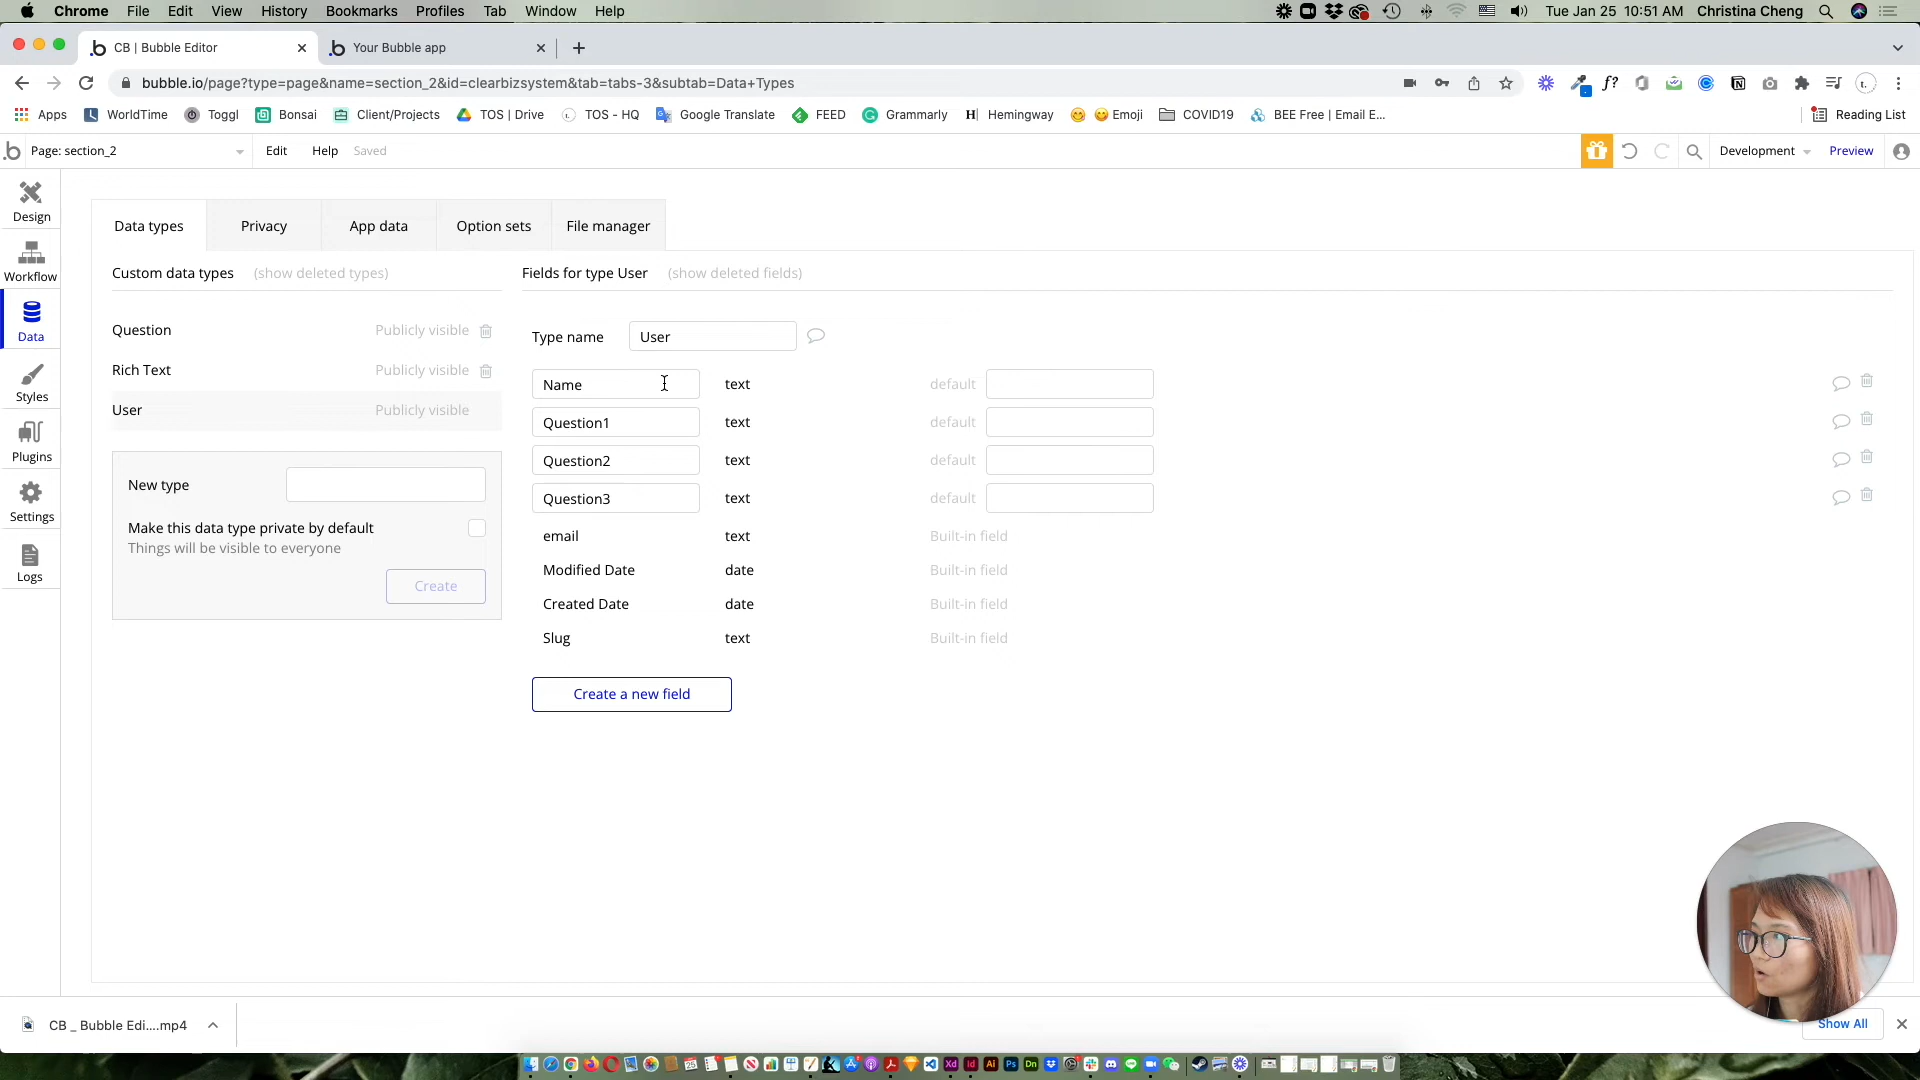 Chrome File Edit View History Bookmarks Profiles Tab Window Help Tue Jan 25 10:51 AM Christina Cheng
CB | Bubble Editor Your Bubble app
bubble.io/page?type=page&name=section_2&id=clearbizsystem&tab=tabs-3&subtab=Data+Types
Apps WorldTime Toggl Bonsai Client/Projects TOS | Drive TOS - HQ Google Translate FEED Grammarly Hemingway Emoji COVID19 BEE Free | Email E... Reading List
Page: section_2 Edit Help Saved Development Preview
Design
Workflow
Data
Styles
Plugins
Settings
Logs
Data types Privacy App data Option sets File manager
Custom data types (show deleted types)
Question Publicly visible
Rich Text Publicly visible
User Publicly visible
New type
Make this data type private by default
Things will be visible to everyone
Create
Fields for type User (show deleted fields)
Type name User
Name text default
Question1 text default
Question2 text default
Question3 text default
email text Built-in field
Modified Date date Built-in field
Created Date date Built-in field
Slug text Built-in field
Create a new field
CB _ Bubble Edi....mp4 Show All